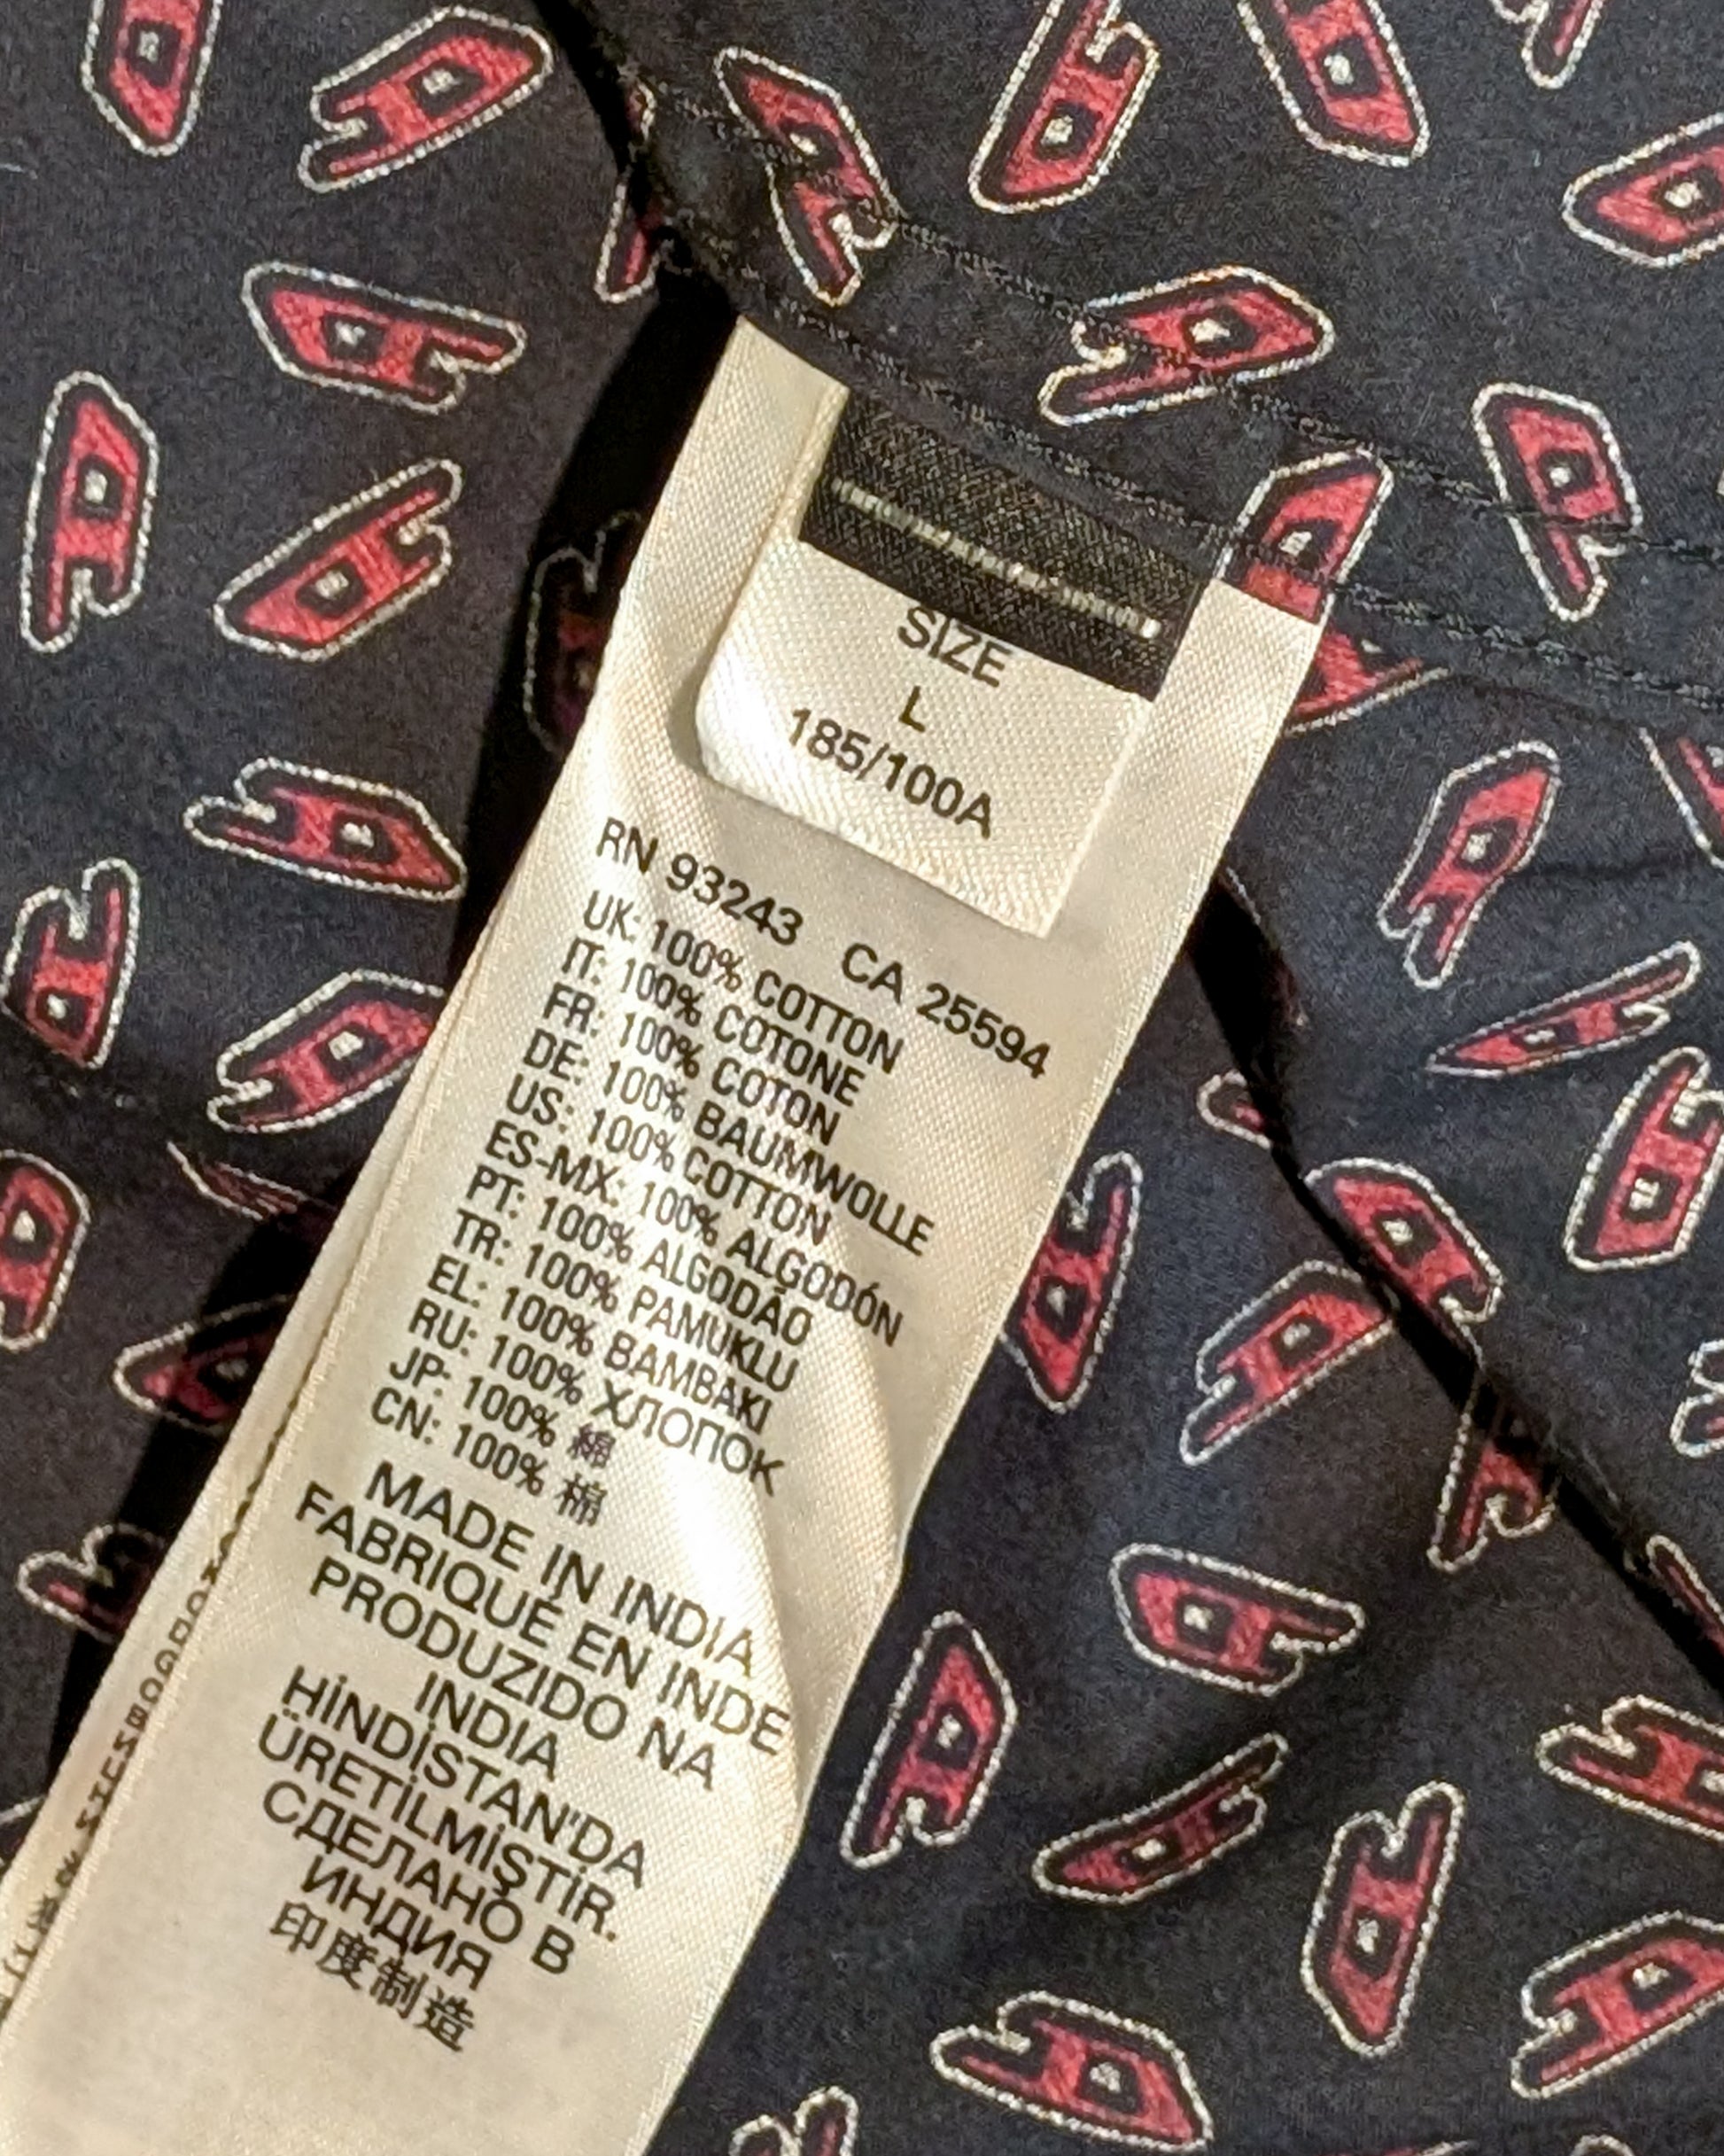 SIZE
L
185/100A
RN 93243 CA 25594
UK: 100% COTTON
IT: 100% COTONE
FR: 100% COTON
DE: 100% BAUMWOLLE
US: 100% COTTON
ES-MX: 100% ALGODÓN
PT: 100% ALGODÃO
TR: 100% PAMUKLU
EL: 100% BAMBAKI
RU: 100% ХЛОПОК
JP: 100% 綿
CN: 100% 棉
MADE IN INDIA
FABRIQUÉ EN INDE
PRODUZIDO NA
INDIA
HİNDİSTAN'DA
ÜRETİLMİŞTİR.
СДЕЛАНО В
ИНДИЯ
印度制造